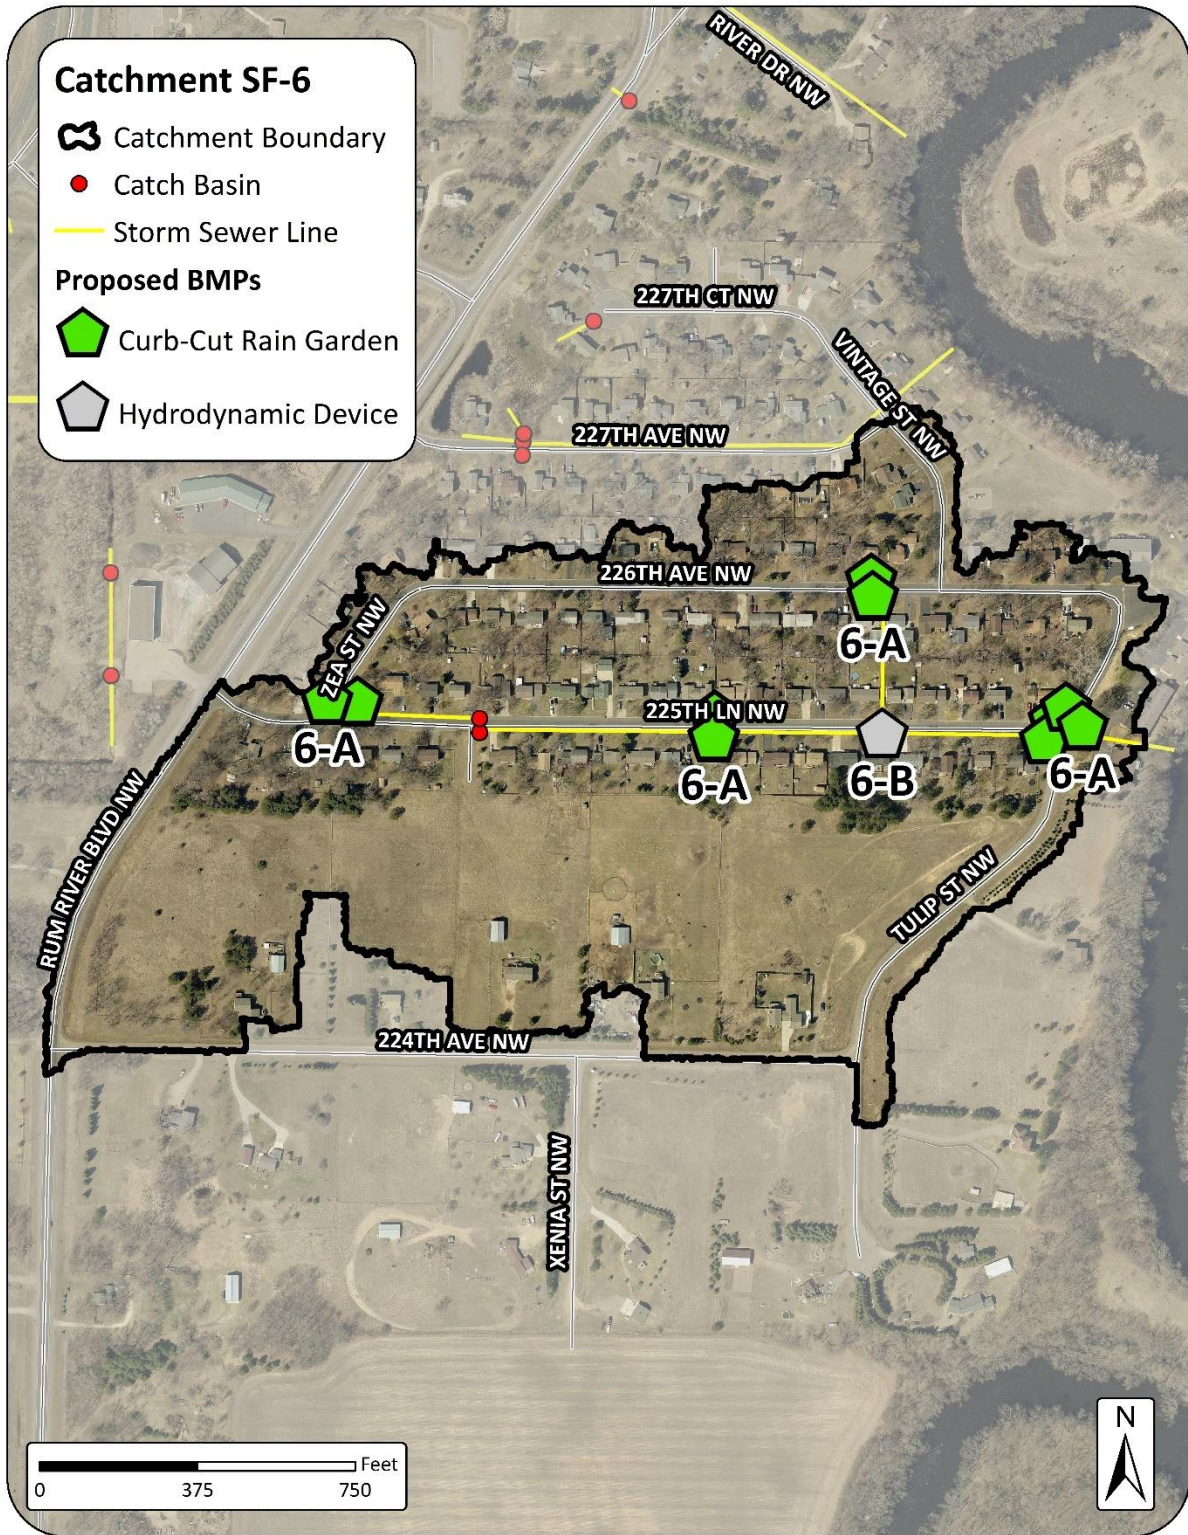 Catchment SF-6
Catchment Boundary
Catch Basin
Storm Sewer Line
Proposed BMPs
Curb-Cut Rain Garden
Hydrodynamic Device
RIVER DR NW
227TH CT NW
VINTAGE ST NW
227TH AVE NW
226TH AVE NW
6-A
ZEA ST NW
225TH LN NW
6-A
6-A
6-B
6-A
RUM RIVER BLVD NW
TULIP ST NW
224TH AVE NW
XENIA ST NW
N
Feet
0 375 750